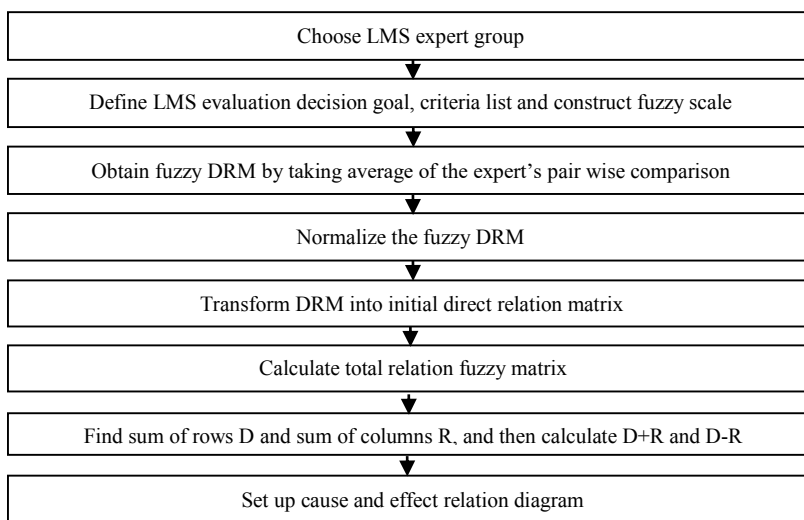 Choose LMS expert group
Define LMS evaluation decision goal, criteria list and construct fuzzy scale
Obtain fuzzy DRM by taking average of the expert's pair wise comparison
Normalize the fuzzy DRM
Transform DRM into initial direct relation matrix
Calculate total relation fuzzy matrix
Find sum of rows D and sum of columns R, and then calculate D+R and D-R
Set up cause and effect relation diagram